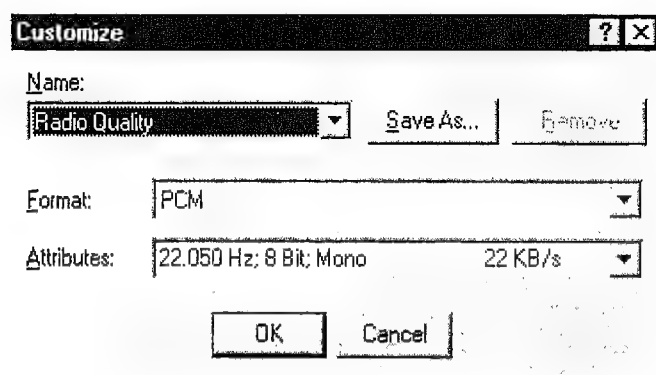 Customize
Name:
Radio Quality
Save As...
Remove
Format:
PCM
Attributes:
22.050 Hz; 8 Bit; Mono 22 KB/s
OK
Cancel